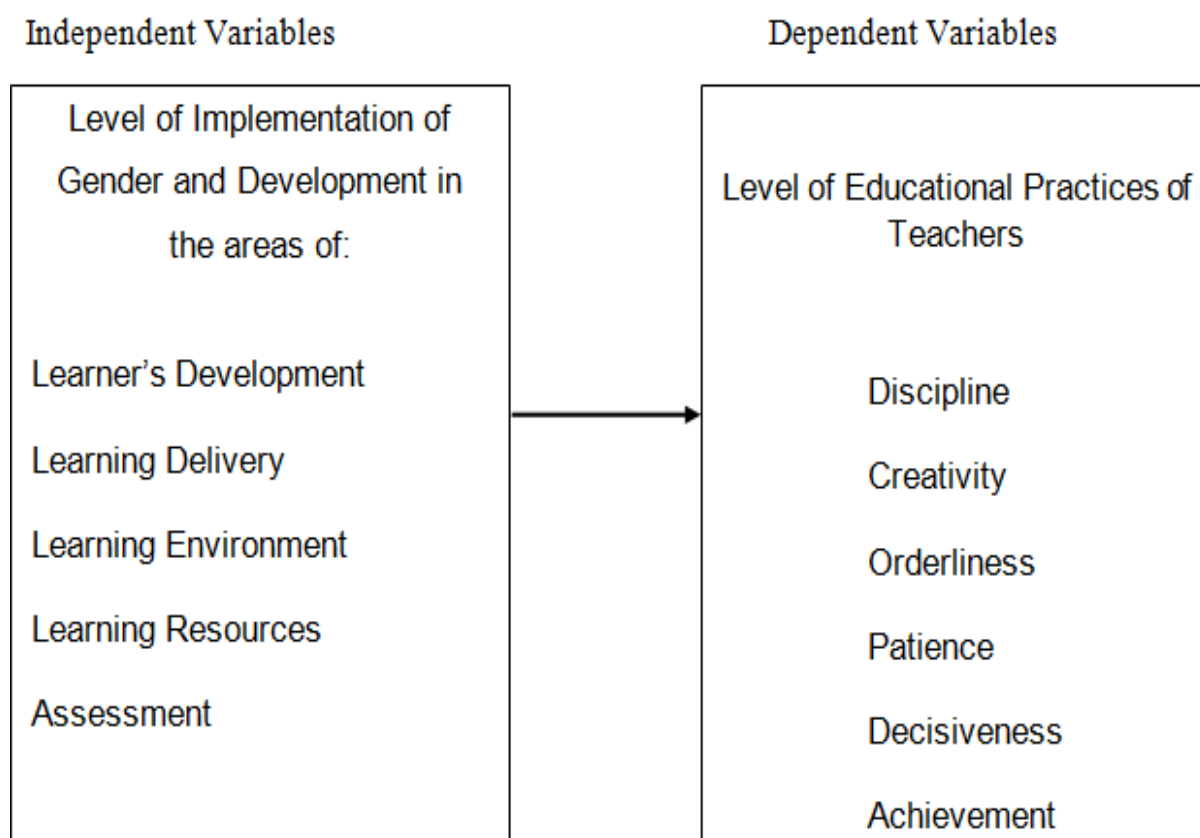 Independent Variables
Dependent Variables
Level of Implementation of
Gender and Development in
the areas of:
Learner’s Development
Learning Delivery
Learning Environment
Learning Resources
Assessment
Level of Educational Practices of
Teachers
Discipline
Creativity
Orderliness
Patience
Decisiveness
Achievement